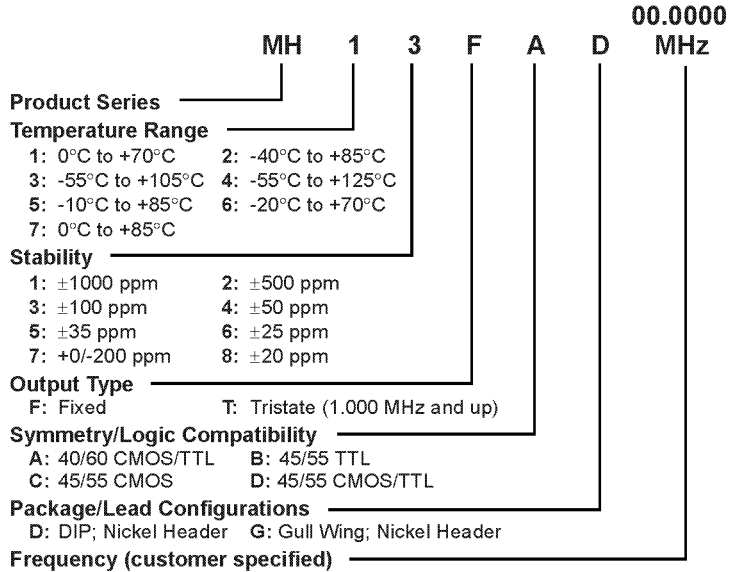 00.0000
MH 1 3 F A D MHz
Product Series
Temperature Range
1: 0°C to +70°C 2: -40°C to +85°C
3: -55°C to +105°C 4: -55°C to +125°C
5: -10°C to +85°C 6: -20°C to +70°C
7: 0°C to +85°C
Stability
1: ±1000 ppm 2: ±500 ppm
3: ±100 ppm 4: ±50 ppm
5: ±35 ppm 6: ±25 ppm
7: +0/-200 ppm 8: ±20 ppm
Output Type
F: Fixed T: Tristate (1.000 MHz and up)
Symmetry/Logic Compatibility
A: 40/60 CMOS/TTL B: 45/55 TTL
C: 45/55 CMOS D: 45/55 CMOS/TTL
Package/Lead Configurations
D: DIP; Nickel Header G: Gull Wing; Nickel Header
Frequency (customer specified)